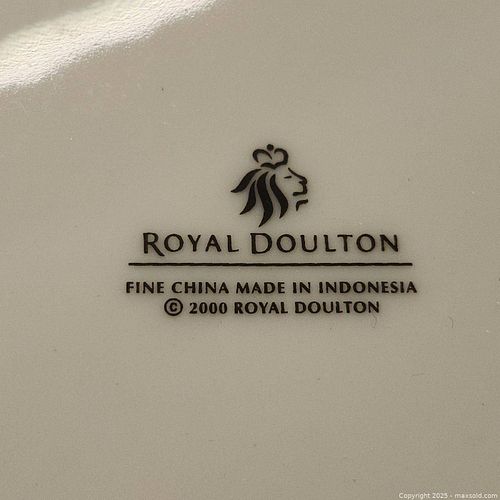 ROYAL DOULTON
FINE CHINA MADE IN INDONESIA
© 2000 ROYAL DOULTON
Copyright 2025 - maxsold.com